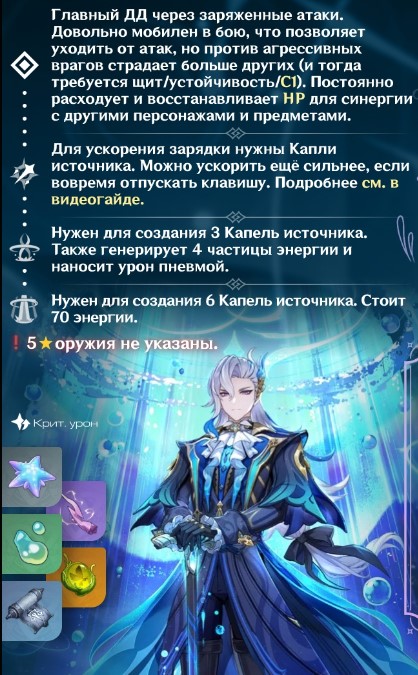 Главный ДД через заряженные атаки.
Довольно мобилен в бою, что позволяет
уходить от атак, но против агрессивных
врагов страдает больше других (и тогда
требуется щит/устойчивость/С1). Постоянно
расходует и восстанавливает HP для синергии
с другими персонажами и предметами.
Для ускорения зарядки нужны Капли
источника. Можно ускорить ещё сильнее, если
вовремя отпускать клавишу. Подробнее см. в
видеогайде.
Нужен для создания 3 Капель источника.
Также генерирует 4 частицы энергии и
наносит урон пневмой.
Нужен для создания 6 Капель источника. Стоит
70 энергии.
❗ 5★оружия не указаны.
Крит. урон